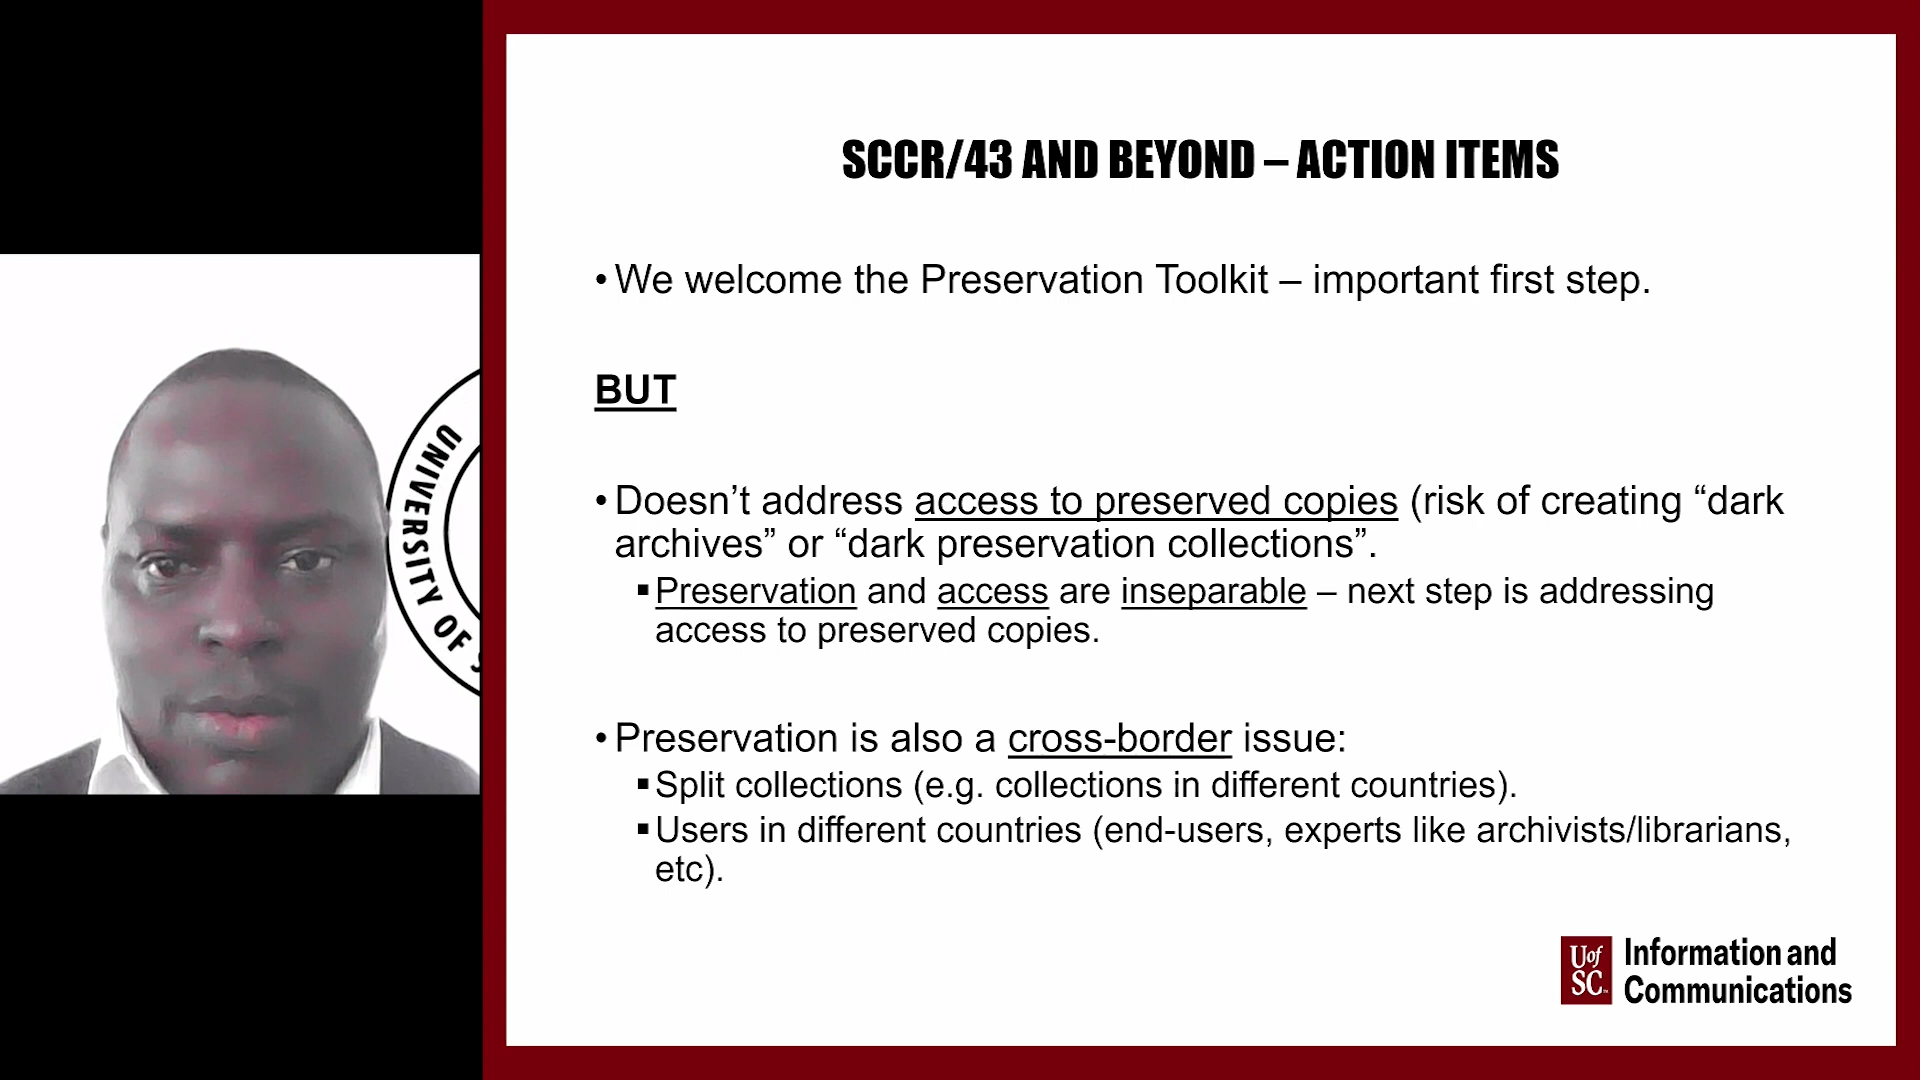 SCCR/43 AND BEYOND – ACTION ITEMS
• We welcome the Preservation Toolkit – important first step.
BUT
• Doesn’t address access to preserved copies (risk of creating “dark
archives” or “dark preservation collections”.
▪ Preservation and access are inseparable – next step is addressing
access to preserved copies.
• Preservation is also a cross-border issue:
▪ Split collections (e.g. collections in different countries).
▪ Users in different countries (end-users, experts like archivists/librarians,
etc).
UNIVERSITY OF S
UofSC
Information and
Communications